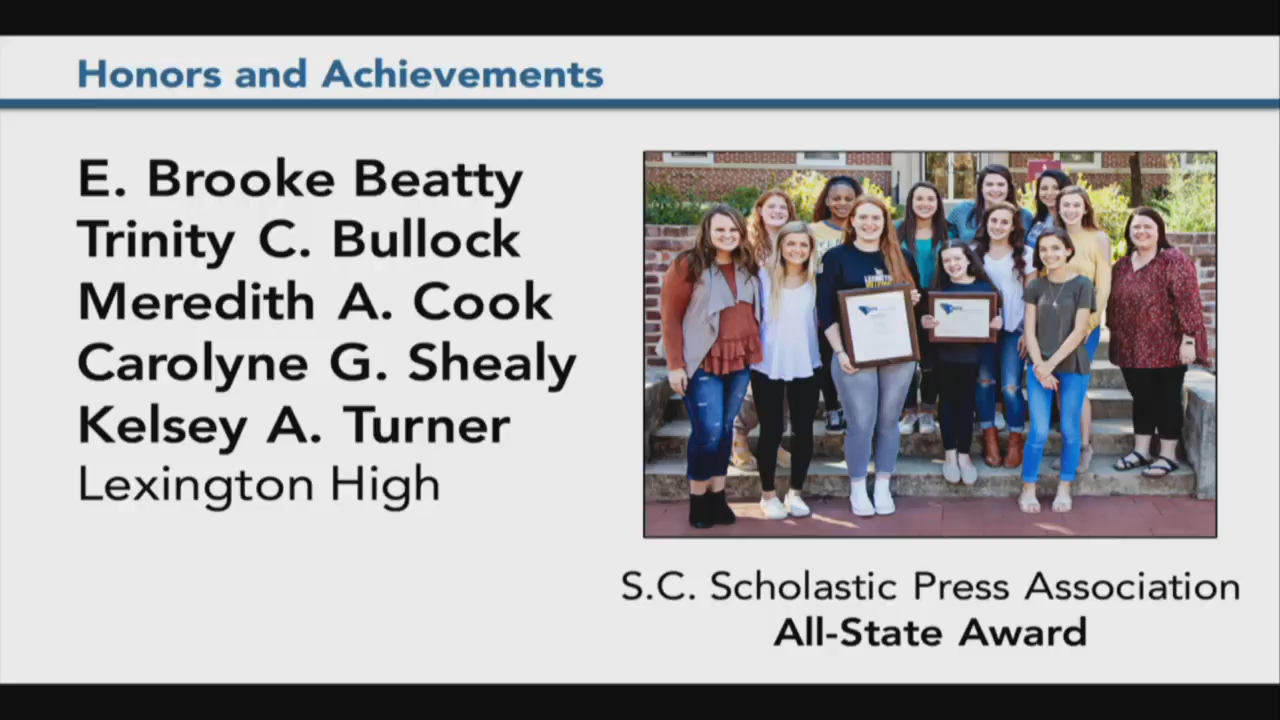 Honors and Achievements
E. Brooke Beatty
Trinity C. Bullock
Meredith A. Cook
Carolyne G. Shealy
Kelsey A. Turner
Lexington High
S.C. Scholastic Press Association
All-State Award